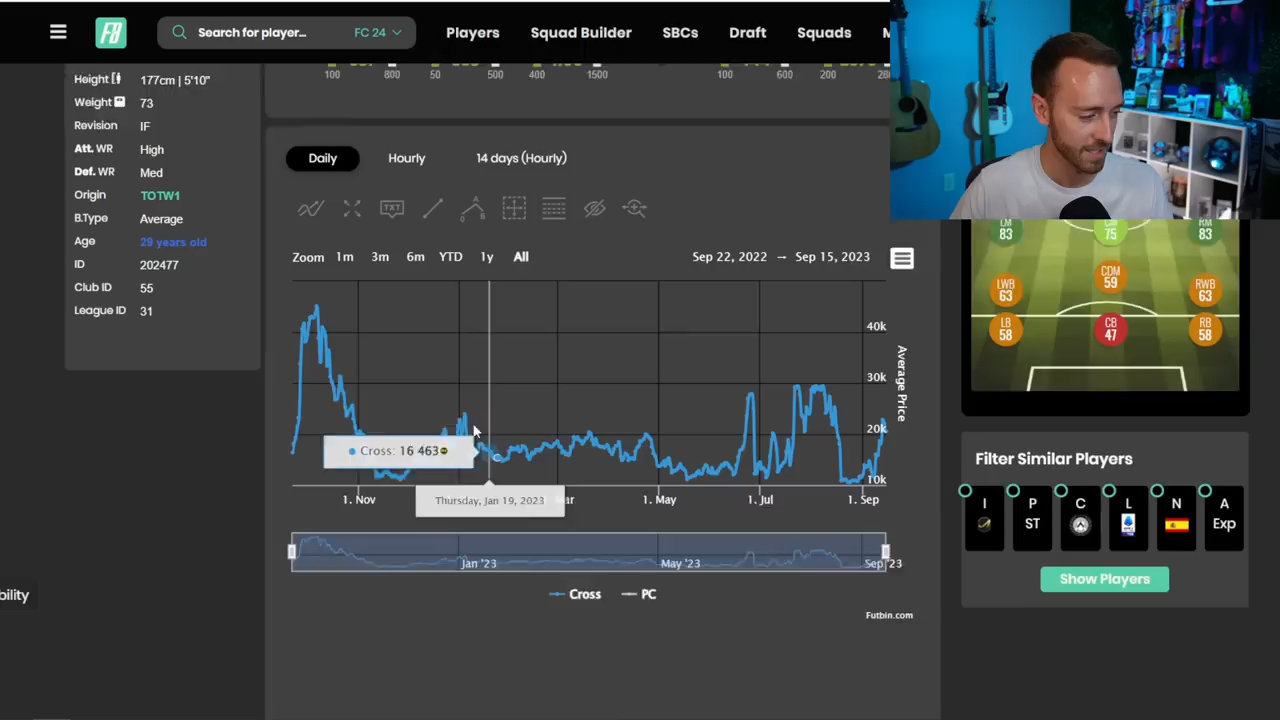 FB
Search for player...
FC 24
Players
Squad Builder
SBCs
Draft
Squads
M
100
800
50
500
400
1500
100
600
200
Height
177cm | 5'10"
Weight
73
Revision
IF
Att. WR
High
Def. WR
Med
Origin
TOTW1
B.Type
Average
Age
29 years old
ID
202477
Club ID
55
League ID
31
bility
Daily
Hourly
14 days (Hourly)
TXT
Zoom
1m
3m
6m
YTD
1y
All
Sep 22, 2022 → Sep 15, 2023
40k
30k
20k
10k
Average Price
Cross: 16 463
C
Thursday, Jan 19, 2023
1. Nov
ar
1. May
1. Jul
1. Sep
Jan '23
May '23
Sep '23
Cross
PC
Futbin.com
LM
83
75
RM
83
LWB
63
CDM
59
RWB
63
LB
58
CB
47
RB
58
Filter Similar Players
I
P
ST
C
L
N
A
Exp
Show Players